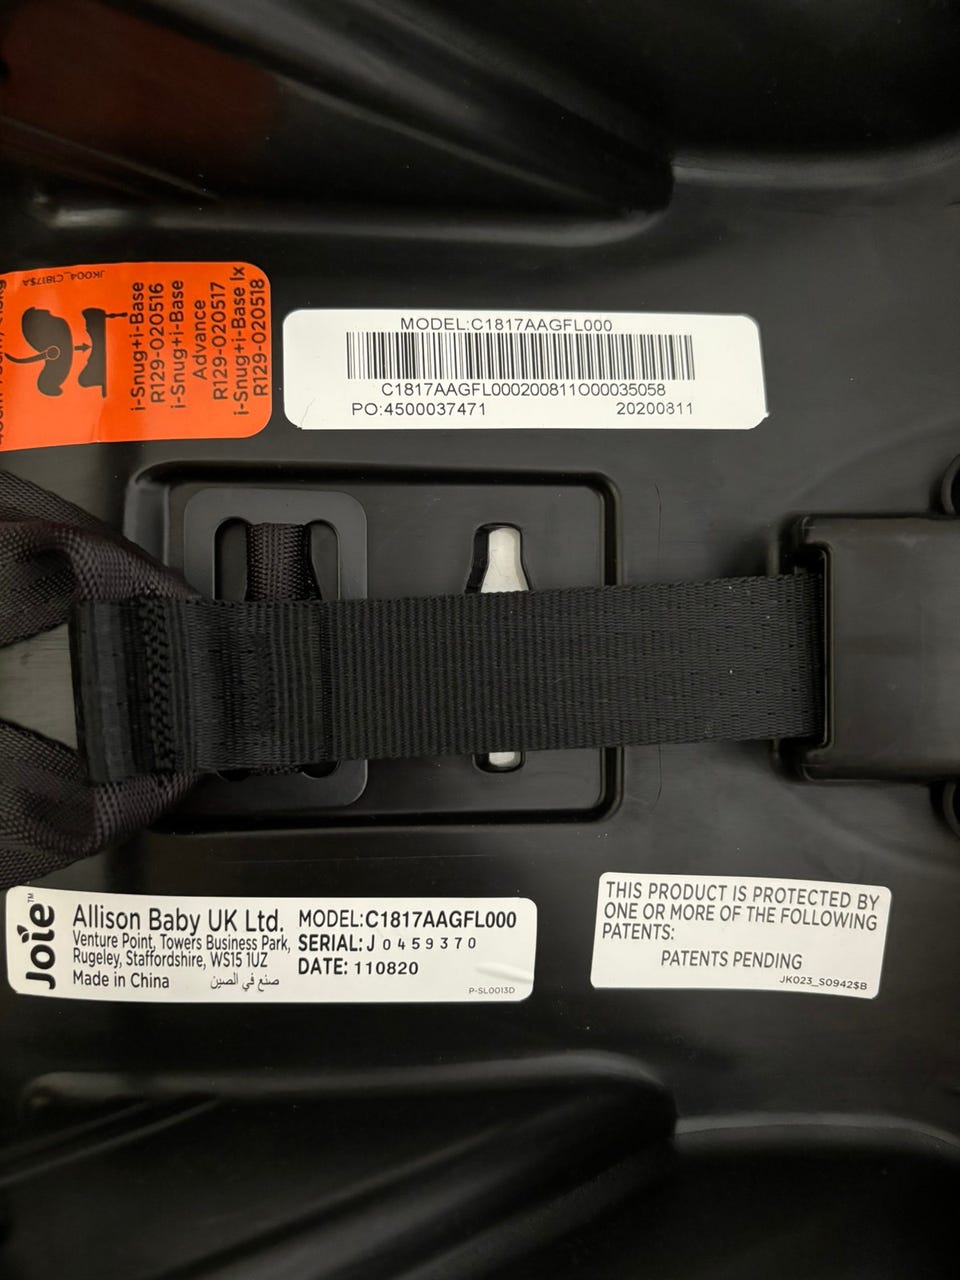 JK004_C1817$A
i-Snug+i-Base
R129-020516
i-Snug+i-Base
Advance
R129-020517
i-Snug+i-Base lx
R129-020518
MODEL:C1817AAGFL000
C1817AAGFL000200811O00035058
PO:4500037471 20200811
Joie™
Allison Baby UK Ltd.
Venture Point, Towers Business Park,
Rugeley, Staffordshire, WS15 1UZ
Made in China صنع في الصين
MODEL:C1817AAGFL000
SERIAL: J 0459370
DATE: 110820
P-SL0013D
THIS PRODUCT IS PROTECTED BY
ONE OR MORE OF THE FOLLOWING
PATENTS:
PATENTS PENDING
JK023_S0942$B